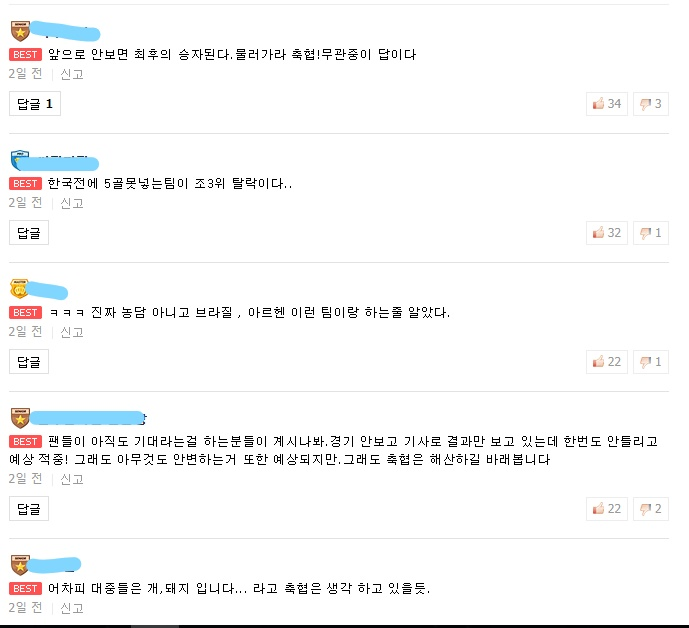 BEST 앞으로 안보면 최후의 승자된다.물러가라 축협!무관중이 답이다
2일 전 신고
답글 1
34 3
BEST 한국전에 5골못넣는팀이 조3위 탈락이다..
2일 전 신고
답글
32 1
BEST ㅋㅋㅋ 진짜 농담 아니고 브라질 , 아르헨 이런 팀이랑 하는줄 알았다.
2일 전 신고
답글
22 1
BEST 팬들이 아직도 기대라는걸 하는분들이 계시나봐.경기 안보고 기사로 결과만 보고 있는데 한번도 안틀리고
예상 적중! 그래도 아무것도 안변하는거 또한 예상되지만.그래도 축협은 해산하길 바래봅니다
2일 전 신고
답글
22 2
BEST 어차피 대중들은 개,돼지 입니다... 라고 축협은 생각 하고 있을듯.
2일 전 신고